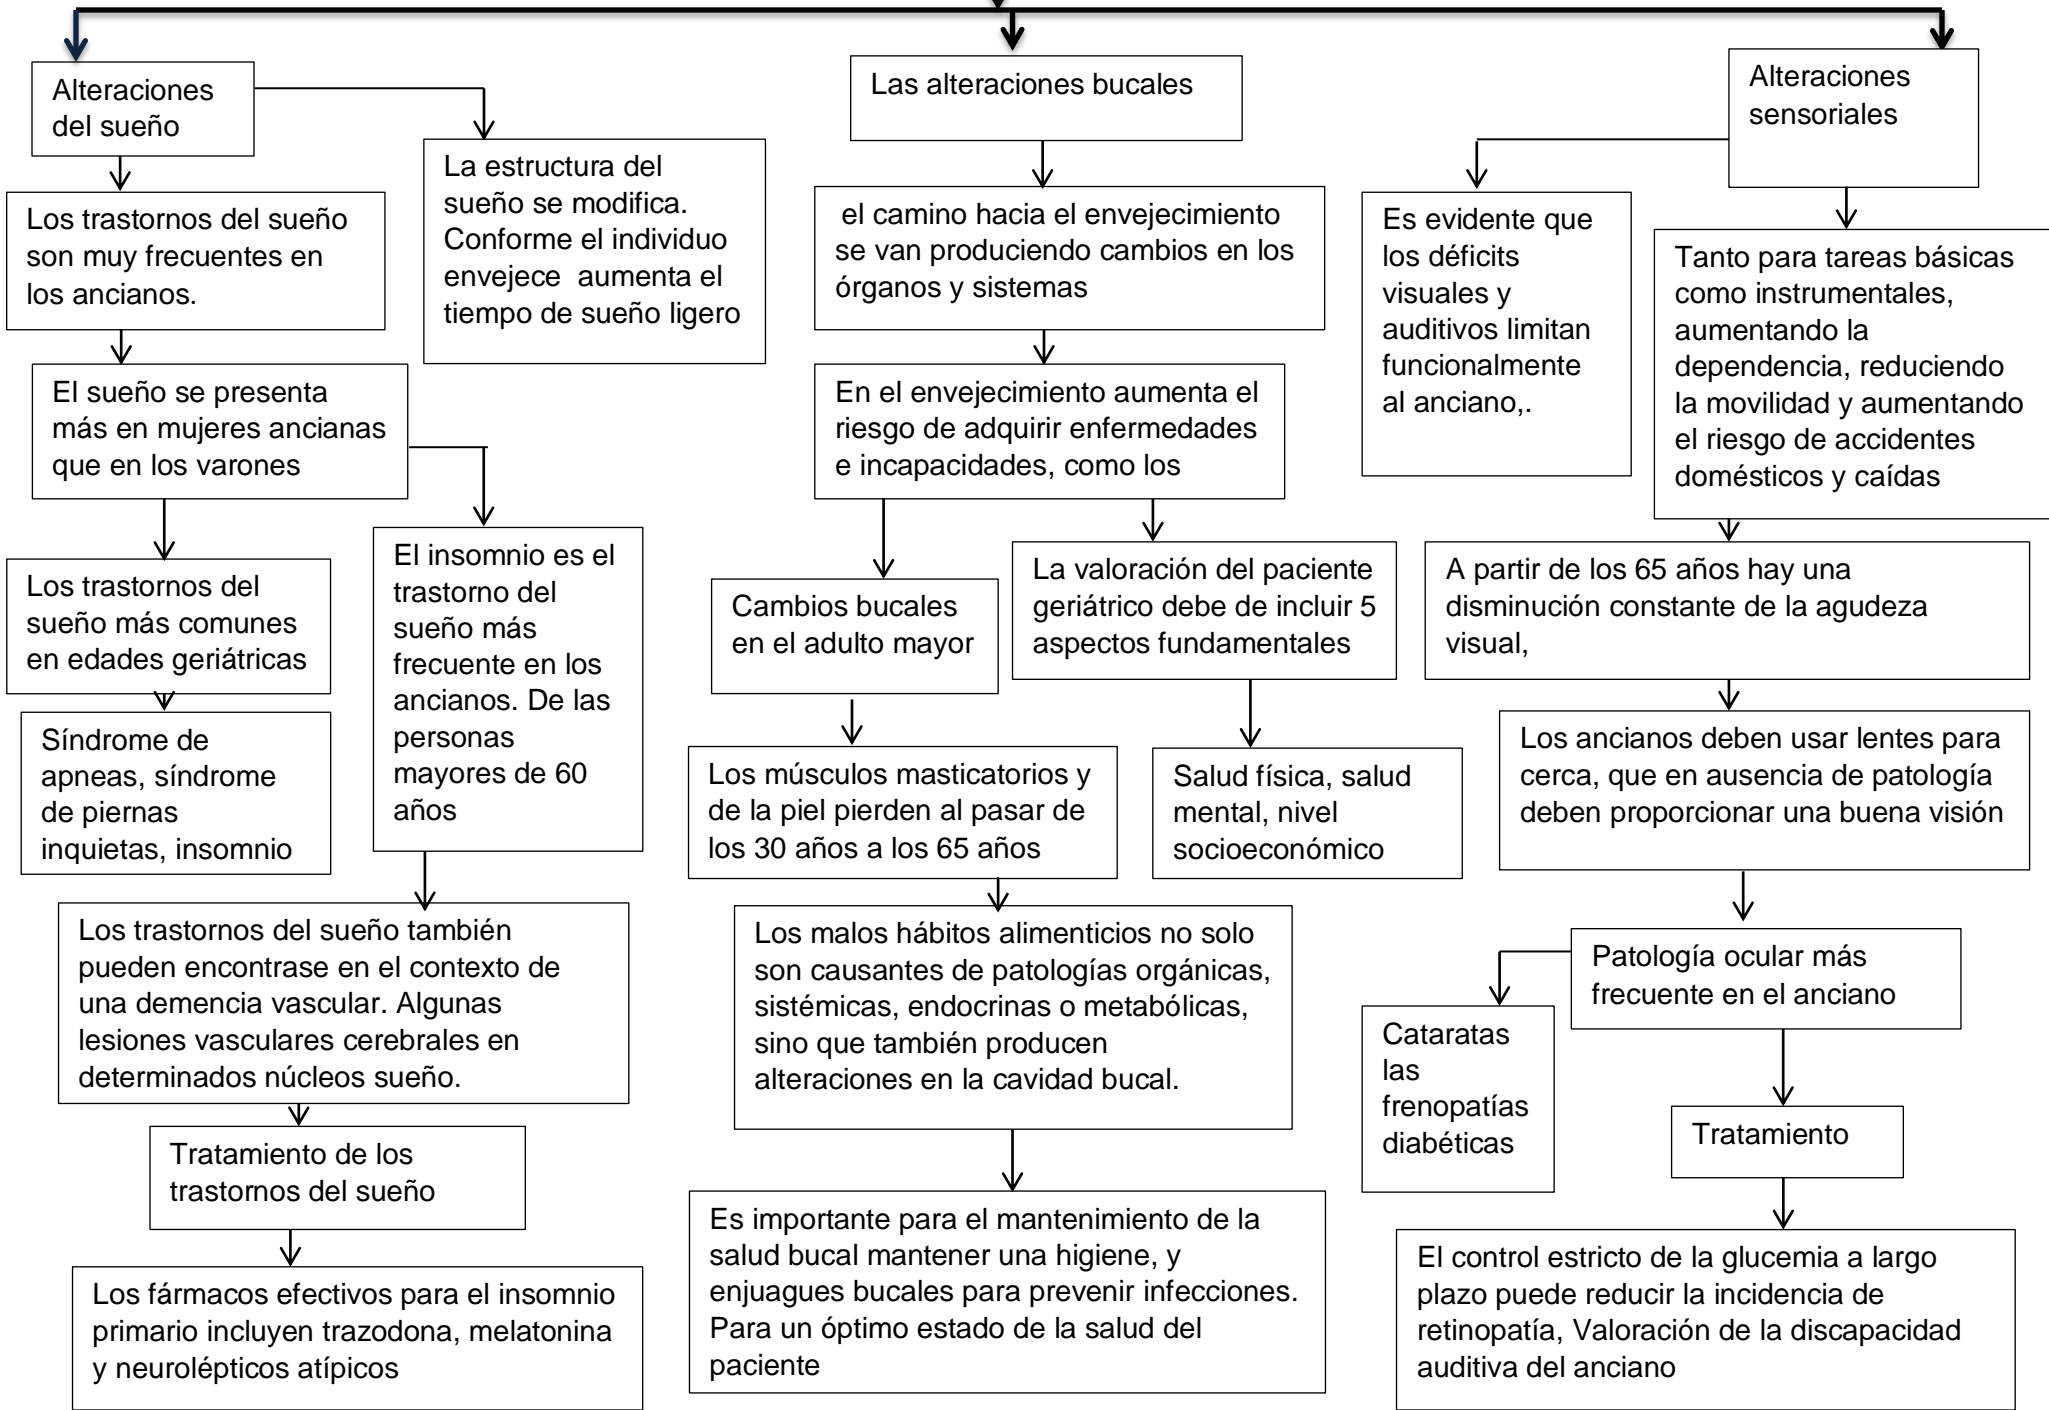 Alteraciones
del sueño
La estructura del
sueño se modifica.
Conforme el individuo
envejece  aumenta el
tiempo de sueño ligero
Los trastornos del sueño
son muy frecuentes en
los ancianos.
El sueño se presenta
más en mujeres ancianas
que en los varones
Los trastornos del
sueño más comunes
en edades geriátricas
El insomnio es el
trastorno del
sueño más
frecuente en los
ancianos. De las
personas
mayores de 60
años
Síndrome de
apneas, síndrome
de piernas
inquietas, insomnio
Los trastornos del sueño también
pueden encontrase en el contexto de
una demencia vascular. Algunas
lesiones vasculares cerebrales en
determinados núcleos sueño.
Tratamiento de los
trastornos del sueño
Los fármacos efectivos para el insomnio
primario incluyen trazodona, melatonina
y neurolépticos atípicos
Las alteraciones bucales
el camino hacia el envejecimiento
se van produciendo cambios en los
órganos y sistemas
En el envejecimiento aumenta el
riesgo de adquirir enfermedades
e incapacidades, como los
Cambios bucales
en el adulto mayor
La valoración del paciente
geriátrico debe de incluir 5
aspectos fundamentales
Los músculos masticatorios y
de la piel pierden al pasar de
los 30 años a los 65 años
Salud física, salud
mental, nivel
socioeconómico
Los malos hábitos alimenticios no solo
son causantes de patologías orgánicas,
sistémicas, endocrinas o metabólicas,
sino que también producen
alteraciones en la cavidad bucal.
Es importante para el mantenimiento de la
salud bucal mantener una higiene, y
enjuagues bucales para prevenir infecciones.
Para un óptimo estado de la salud del
paciente
Alteraciones
sensoriales
Es evidente que
los déficits
visuales y
auditivos limitan
funcionalmente
al anciano,.
Tanto para tareas básicas
como instrumentales,
aumentando la
dependencia, reduciendo
la movilidad y aumentando
el riesgo de accidentes
domésticos y caídas
A partir de los 65 años hay una
disminución constante de la agudeza
visual,
Los ancianos deben usar lentes para
cerca, que en ausencia de patología
deben proporcionar una buena visión
Patología ocular más
frecuente en el anciano
Cataratas
las
frenopatías
diabéticas
Tratamiento
El control estricto de la glucemia a largo
plazo puede reducir la incidencia de
retinopatía, Valoración de la discapacidad
auditiva del anciano